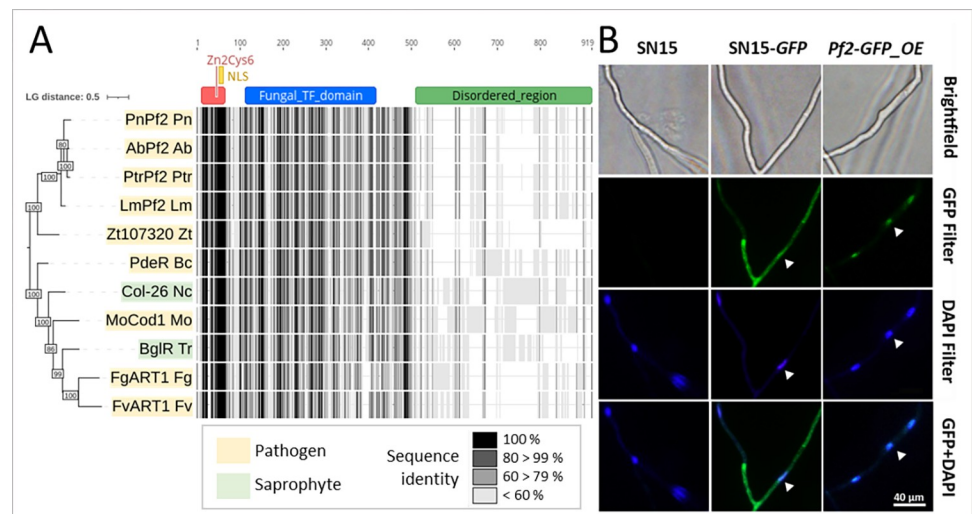 A
1 100 200 300 400 500 600 700 800 919
Zn2Cys6
NLS
LG distance: 0.5
Fungal_TF_domain
Disordered_region
PnPf2 Pn
80
AbPf2 Ab
100
PtrPf2 Ptr
100
LmPf2 Lm
100
Zt107320 Zt
PdeR Bc
Col-26 Nc
100
MoCod1 Mo
100
BglR Tr
86
FgART1 Fg
99
FvART1 Fv
100
Pathogen
Saprophyte
Sequence
identity
100 %
80 > 99 %
60 > 79 %
< 60 %
B
SN15 SN15-GFP Pf2-GFP_OE
Brightfield
GFP Filter
DAPI Filter
GFP+DAPI
40 µm